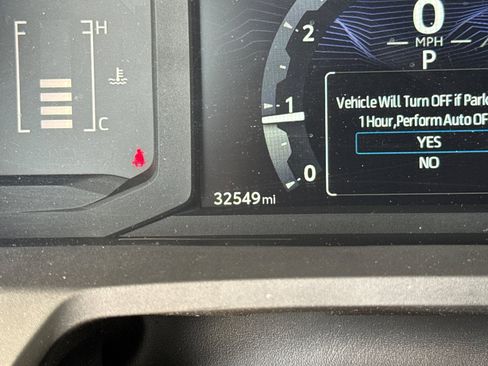 F H
C
2
1
0
0
MPH
P
Vehicle Will Turn OFF if Park
1 Hour,Perform Auto OF
YES
NO
32549 mi